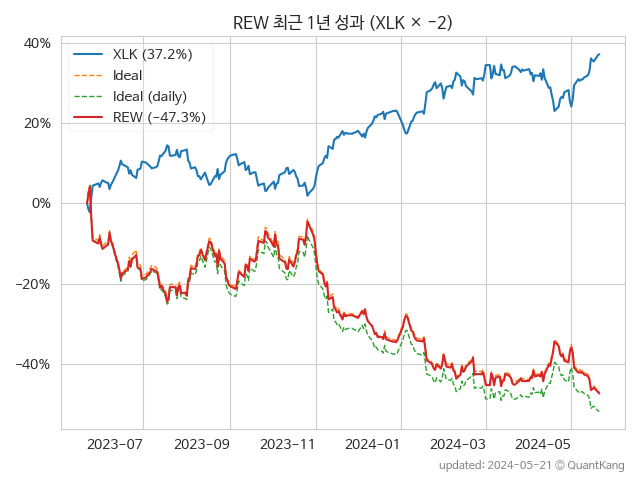 REW 최근 1년 성과 (XLK × −2)
40%
20%
0%
−20%
−40%
XLK (37.2%)
Ideal
Ideal (daily)
REW (−47.3%)
2023-07
2023-09
2023-11
2024-01
2024-03
2024-05
updated: 2024-05-21 © QuantKang